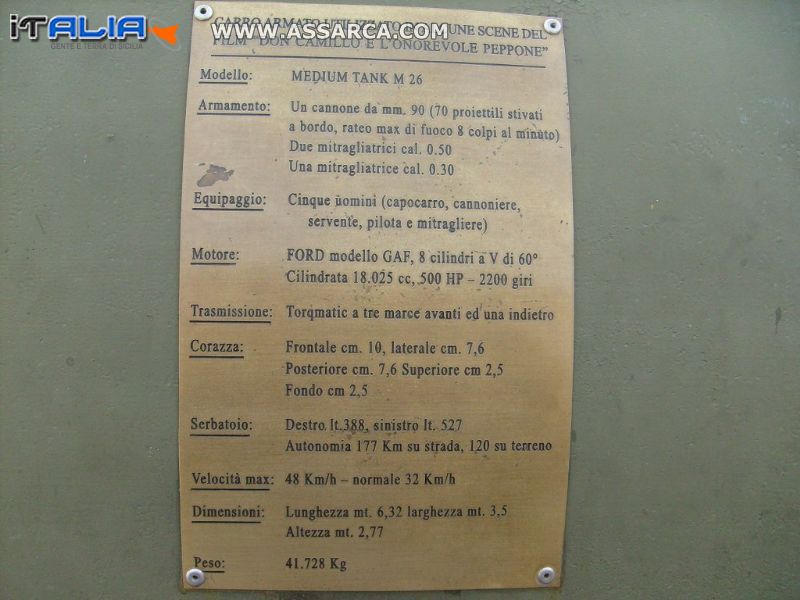 iTALIA
GENTE E TERRA DI SICILIA
WWW.ASSARCA.COM
CARRO ARMATO UTILIZZATO SCENE DEL
FILM "DON CAMILLO E L'ONOREVOLE PEPPONE"
Modello: MEDIUM TANK M 26
Armamento: Un cannone da mm. 90 (70 proiettili stivati
a bordo, rateo max di fuoco 8 colpi al minuto)
Due mitragliatrici cal. 0.50
Una mitragliatrice cal. 0.30
Equipaggio: Cinque uomini (capocarro, cannoniere,
servente, pilota e mitragliere)
Motore: FORD modello GAF, 8 cilindri a V di 60°
Cilindrata 18.025 cc, 500 HP – 2200 giri
Trasmissione: Torqmatic a tre marce avanti ed una indietro
Corazza: Frontale cm. 10, laterale cm. 7,6
Posteriore cm. 7,6 Superiore cm 2,5
Fondo cm 2,5
Serbatoio: Destro lt.388, sinistro lt. 527
Autonomia 177 Km su strada, 120 su terreno
Velocità max: 48 Km/h – normale 32 Km/h
Dimensioni: Lunghezza mt. 6,32 larghezza mt. 3,5
Altezza mt. 2,77
Peso: 41.728 Kg